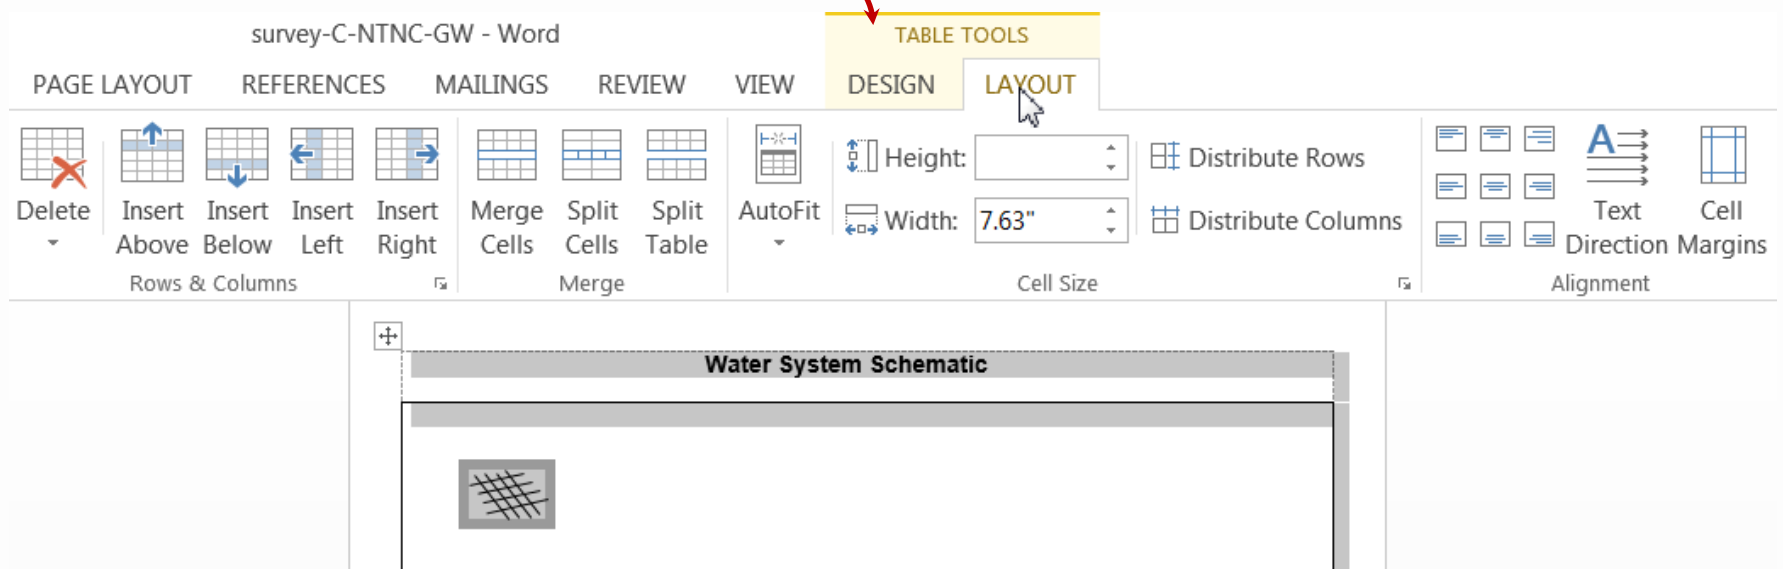 survey-C-NTNC-GW - Word
TABLE TOOLS
PAGE LAYOUT REFERENCES MAILINGS REVIEW VIEW DESIGN LAYOUT
Delete
Insert Above
Insert Below
Insert Left
Insert Right
Rows & Columns
Merge Cells
Split Cells
Split Table
Merge
AutoFit
Height:
Width: 7.63"
Distribute Rows
Distribute Columns
Cell Size
A
Text Direction
Cell Margins
Alignment
Water System Schematic